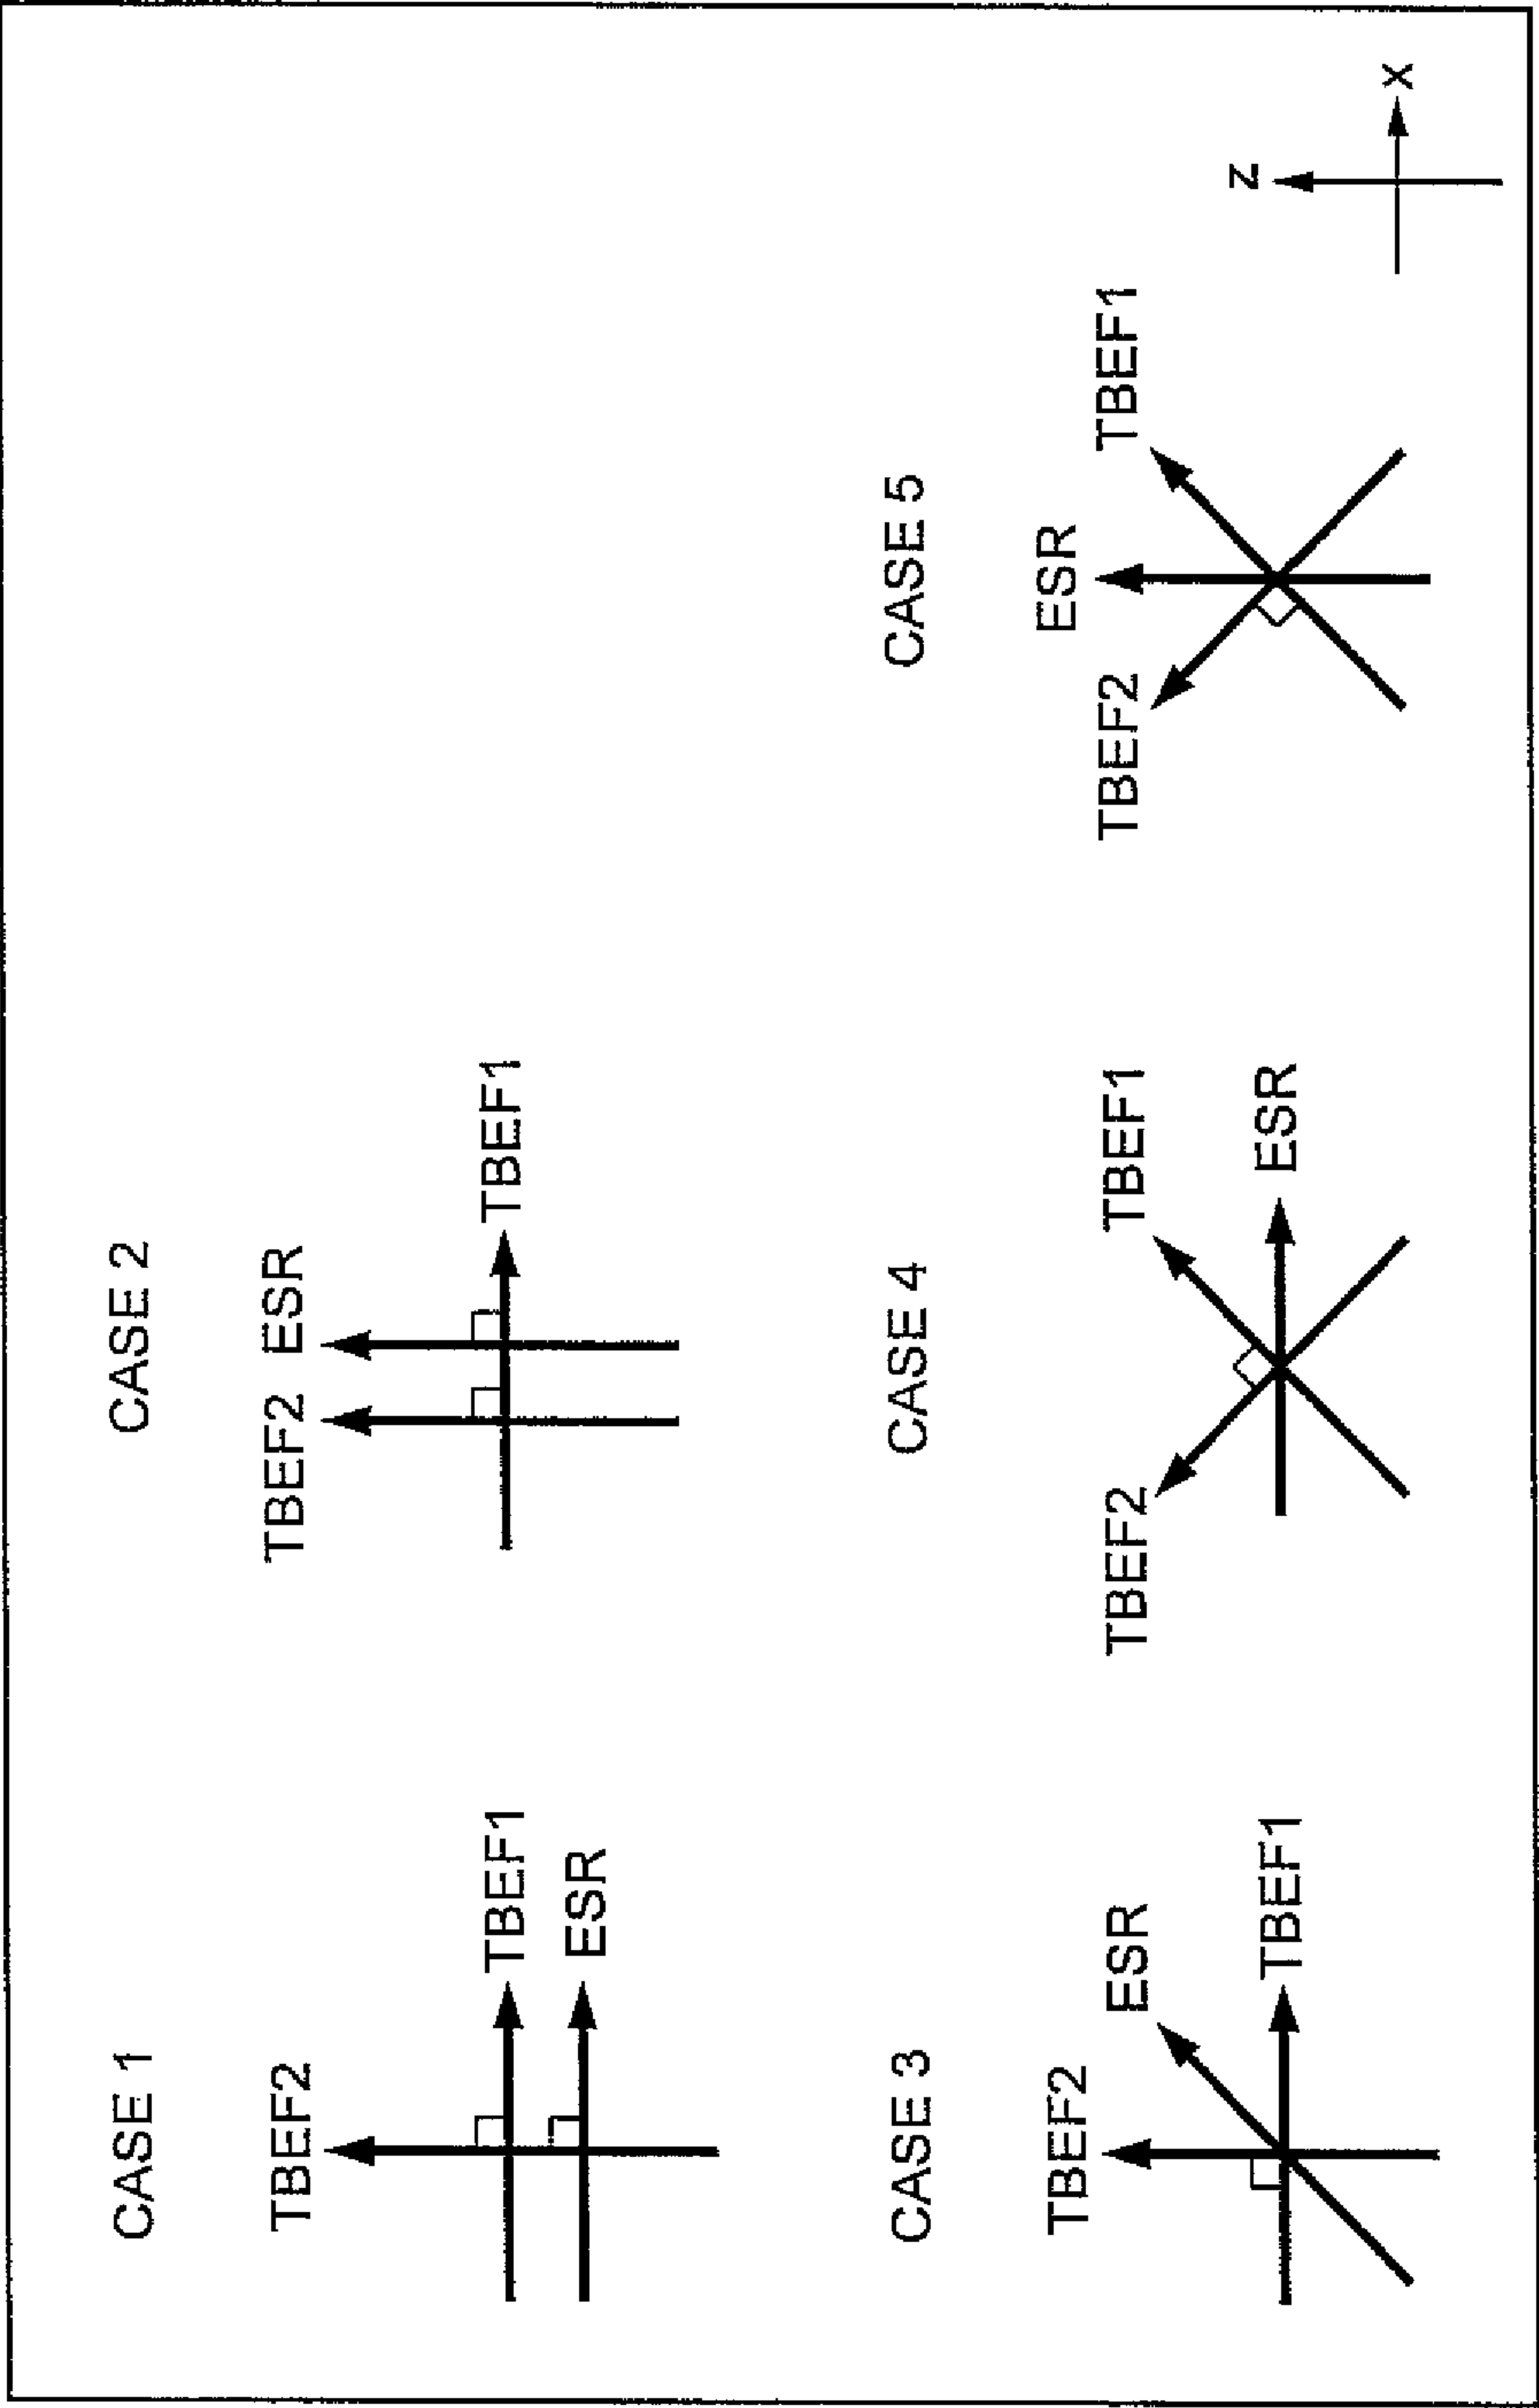 CASE 1
TBEF2
TBEF1
ESR
CASE 2
TBEF2 ESR
TBEF1
CASE 3
TBEF2
ESR
TBEF1
CASE 4
TBEF2
TBEF1
ESR
CASE 5
TBEF2
ESR
TBEF1
Z
X